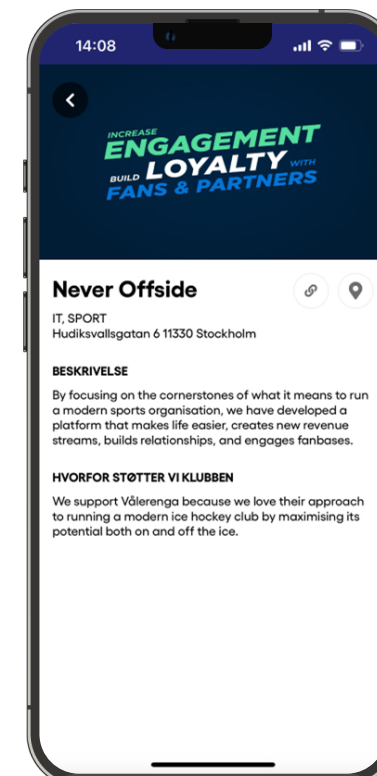 14:08
INCREASE
ENGAGEMENT
BUILD LOYALTY WITH
FANS & PARTNERS
Never Offside
IT, SPORT
Hudiksvallsgatan 6 11330 Stockholm
BESKRIVELSE
By focusing on the cornerstones of what it means to run
a modern sports organisation, we have developed a
platform that makes life easier, creates new revenue
streams, builds relationships, and engages fanbases.
HVORFOR STØTTER VI KLUBBEN
We support Vålerenga because we love their approach
to running a modern ice hockey club by maximising its
potential both on and off the ice.